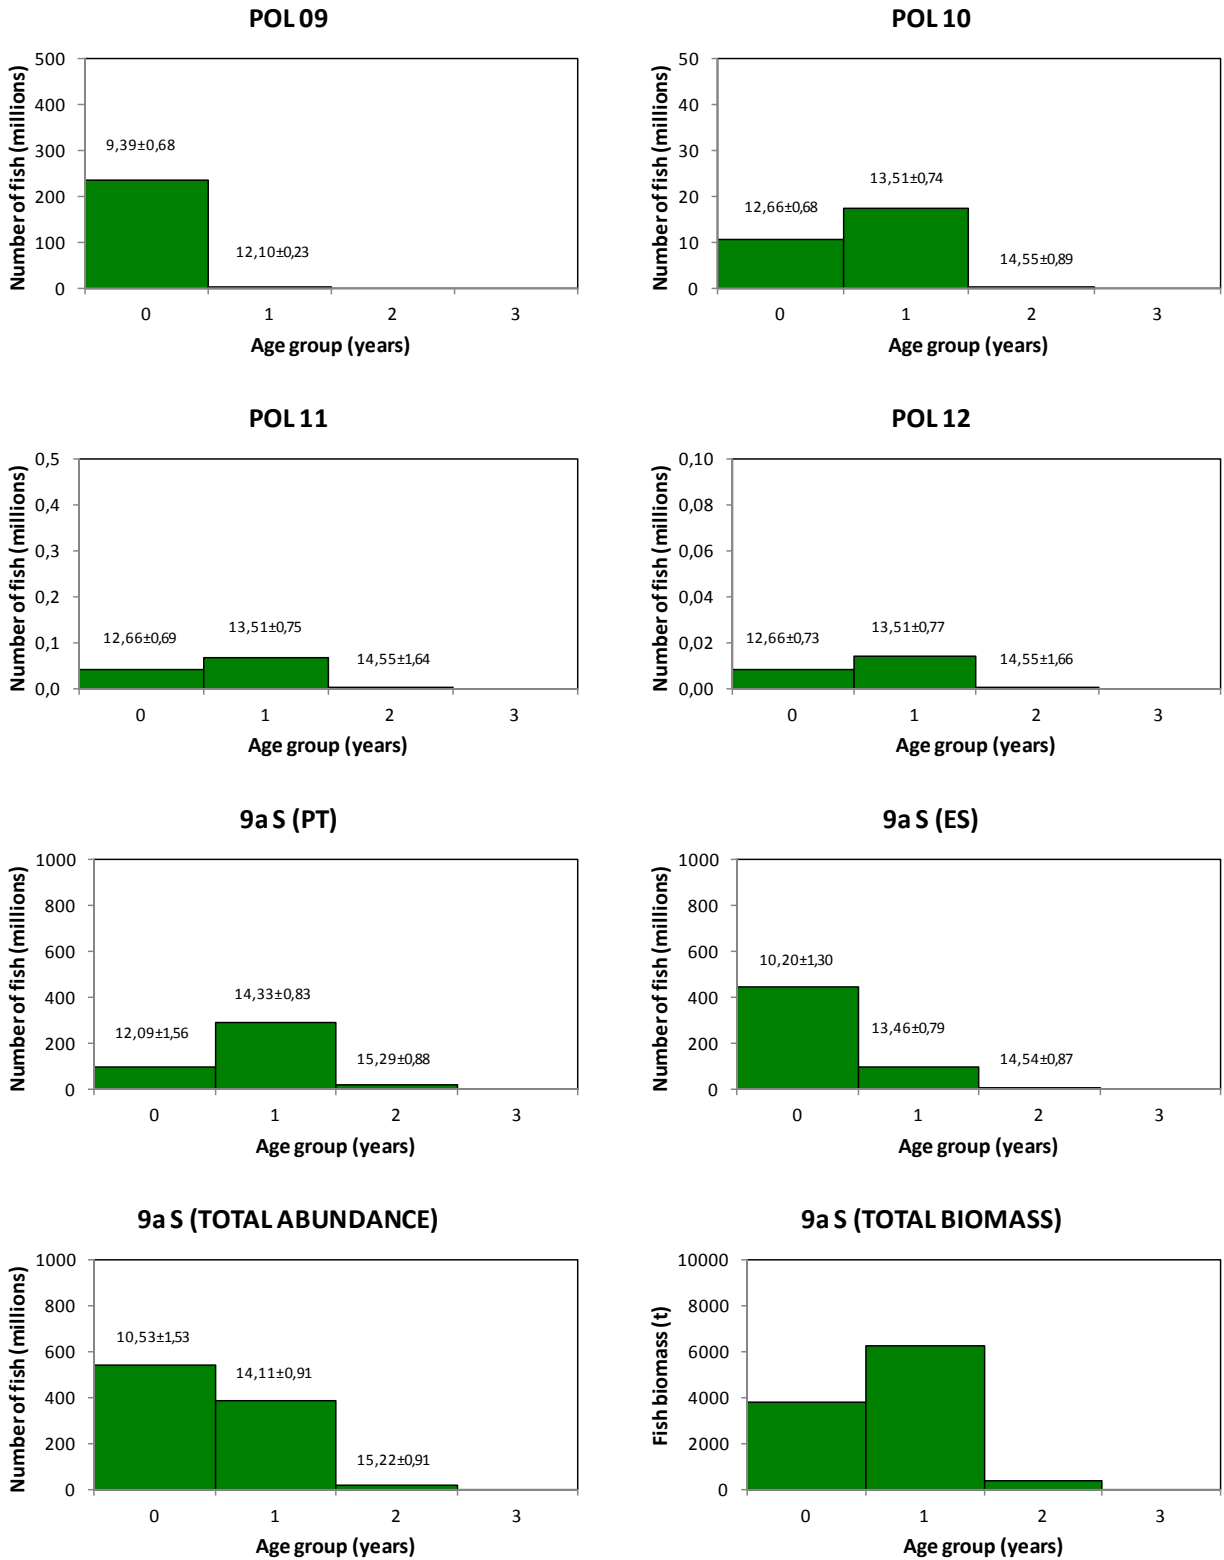 POL 09
Number of fish (millions)
500
400
300
200
100
0
9,39±0,68
12,10±0,23
0 1 2 3
Age group (years)
POL 10
Number of fish (millions)
50
40
30
20
10
0
12,66±0,68
13,51±0,74
14,55±0,89
0 1 2 3
Age group (years)
POL 11
Number of fish (millions)
0,5
0,4
0,3
0,2
0,1
0,0
12,66±0,69
13,51±0,75
14,55±1,64
0 1 2 3
Age group (years)
POL 12
Number of fish (millions)
0,10
0,08
0,06
0,04
0,02
0,00
12,66±0,73
13,51±0,77
14,55±1,66
0 1 2 3
Age group (years)
9a S (PT)
Number of fish (millions)
1000
800
600
400
200
0
12,09±1,56
14,33±0,83
15,29±0,88
0 1 2 3
Age group (years)
9a S (ES)
Number of fish (millions)
1000
800
600
400
200
0
10,20±1,30
13,46±0,79
14,54±0,87
0 1 2 3
Age group (years)
9a S (TOTAL ABUNDANCE)
Number of fish (millions)
1000
800
600
400
200
0
10,53±1,53
14,11±0,91
15,22±0,91
0 1 2 3
Age group (years)
9a S (TOTAL BIOMASS)
Fish biomass (t)
10000
8000
6000
4000
2000
0
0 1 2 3
Age group (years)